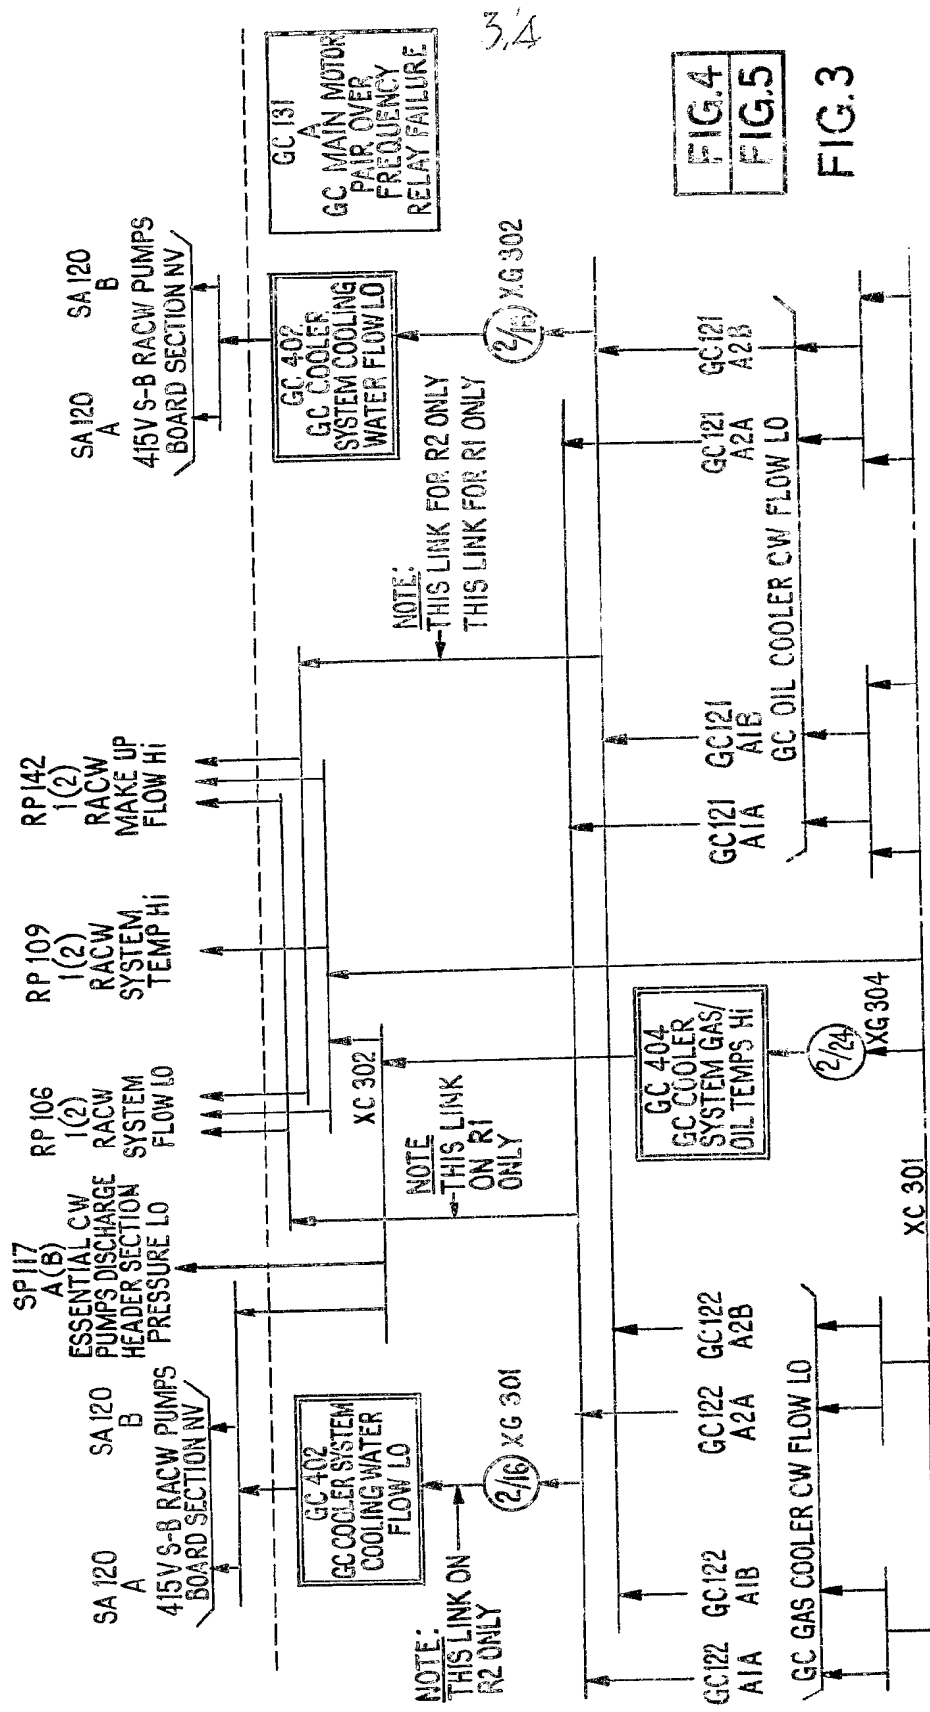 SA 120
A
SA 120
B
415V S-B RACW PUMPS
BOARD SECTION NV
SP 117
A(B)
ESSENTIAL CW
PUMPS DISCHARGE
HEADER SECTION
PRESSURE LO
RP 106
1(2)
RACW
SYSTEM
FLOW LO
RP 109
1(2)
RACW
SYSTEM
TEMP Hi
RP 142
1(2)
RACW
MAKE UP
FLOW Hi
SA 120
A
SA 120
B
415V S-B RACW PUMPS
BOARD SECTION NV
GC 402
GC COOLER SYSTEM
COOLING WATER
FLOW LO
XC 302
GC 402
GC COOLER
SYSTEM COOLING
WATER FLOW LO
GC 131
A
GC MAIN MOTOR
PAIR OVER
FREQUENCY
RELAY FAILURE
NOTE:
THIS LINK ON
R2 ONLY
2/16
XG 301
NOTE
THIS LINK
ON R1
ONLY
NOTE:
THIS LINK FOR R2 ONLY
THIS LINK FOR R1 ONLY
2/16
XG 302
3,4
GC 404
GC COOLER
SYSTEM GAS/
OIL TEMPS Hi
2/24
XG 304
GC122
A1A
GC122
A1B
GC122
A2A
GC122
A2B
GC GAS COOLER CW FLOW LO
GC121
A1A
GC121
A1B
GC121
A2A
GC121
A2B
GC OIL COOLER CW FLOW LO
XC 301
FIG.4
FIG.5
FIG.3